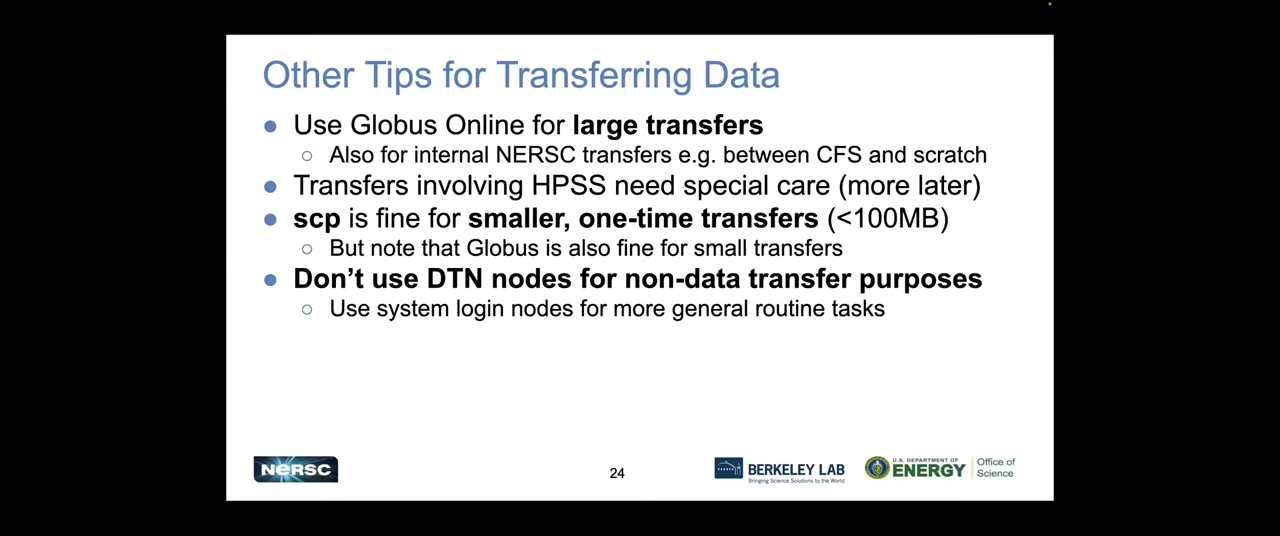 Other Tips for Transferring Data
● Use Globus Online for large transfers
○ Also for internal NERSC transfers e.g. between CFS and scratch
● Transfers involving HPSS need special care (more later)
● scp is fine for smaller, one-time transfers (<100MB)
○ But note that Globus is also fine for small transfers
● Don’t use DTN nodes for non-data transfer purposes
○ Use system login nodes for more general routine tasks
NERSC
24
BERKELEY LAB
Bringing Science Solutions to the World
U.S. DEPARTMENT OF
ENERGY
Office of
Science